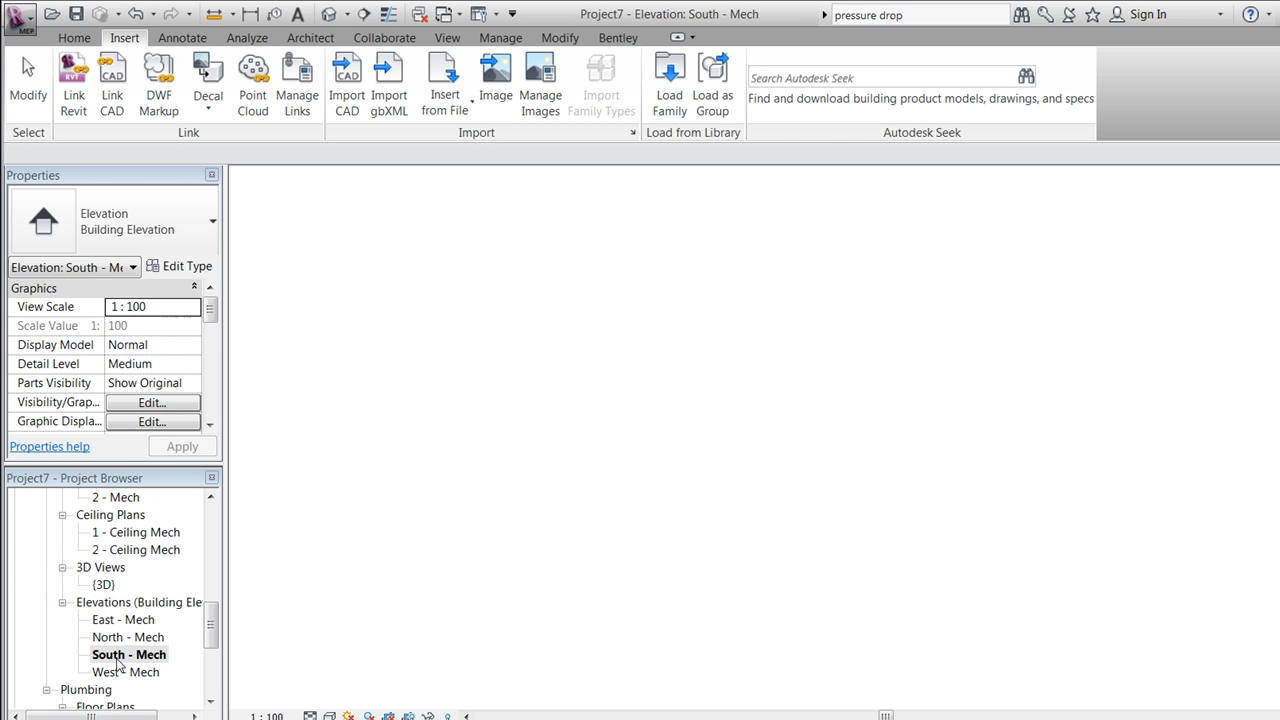 Project7 - Elevation: South - Mech
pressure drop
Sign In
MEP
Home Insert Annotate Analyze Architect Collaborate View Manage Modify Bentley
Modify
Link Revit
Link CAD
DWF Markup
Decal
Point Cloud
Manage Links
Import CAD
Import gbXML
Insert from File
Image
Manage Images
Import Family Types
Load Family
Load as Group
Search Autodesk Seek
Find and download building product models, drawings, and specs
Select Link Import Load from Library Autodesk Seek
Properties
Elevation
Building Elevation
Elevation: South - Me Edit Type
Graphics
View Scale 1 : 100
Scale Value 1: 100
Display Model Normal
Detail Level Medium
Parts Visibility Show Original
Visibility/Grap... Edit...
Graphic Displa... Edit...
Properties help Apply
Project7 - Project Browser
2 - Mech
Ceiling Plans
1 - Ceiling Mech
2 - Ceiling Mech
3D Views
{3D}
Elevations (Building Ele
East - Mech
North - Mech
South - Mech
West - Mech
Plumbing
Floor Plans
1 : 100